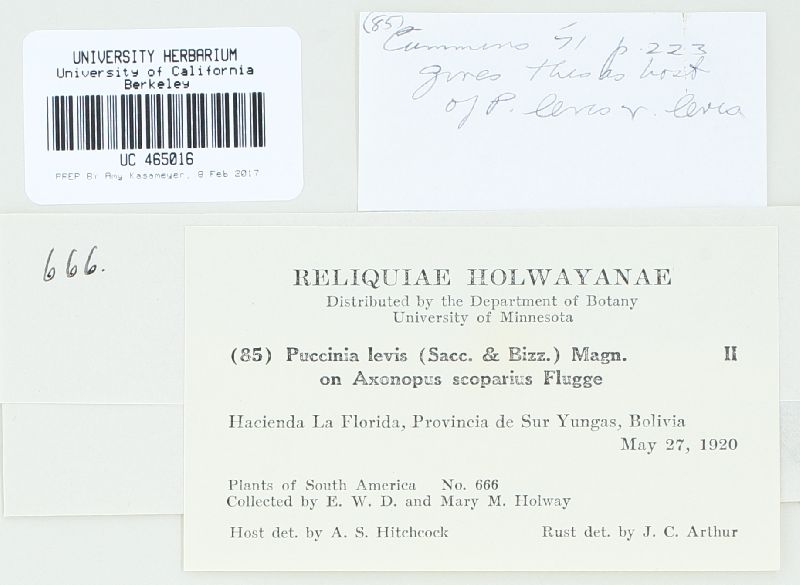 UNIVERSITY HERBARIUM
University of California
Berkeley
UC 465016
PREP By Amy Kasameyer, 8 Feb 2017
(85)
Cummins '71 p. 223
gives this as host
of P. levis v. levis
666.
RELIQUIAE HOLWAYANAE
Distributed by the Department of Botany
University of Minnesota
(85) Puccinia levis (Sacc. & Bizz.) Magn. II
on Axonopus scoparius Flugge
Hacienda La Florida, Provincia de Sur Yungas, Bolivia
May 27, 1920
Plants of South America No. 666
Collected by E. W. D. and Mary M. Holway
Host det. by A. S. Hitchcock Rust det. by J. C. Arthur